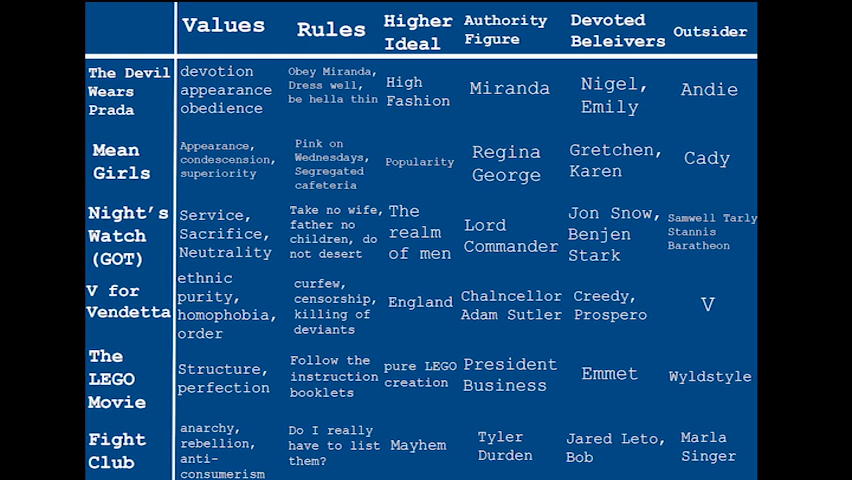 Values Rules Higher Ideal Authority Figure Devoted Beleivers Outsider
The Devil Wears Prada
devotion appearance obedience
Obey Miranda, Dress well, be hella thin
High Fashion
Miranda
Nigel, Emily
Andie
Mean Girls
Appearance, condescension, superiority
Pink on Wednesdays, Segregated cafeteria
Popularity
Regina George
Gretchen, Karen
Cady
Night's Watch (GOT)
Service, Sacrifice, Neutrality
Take no wife, father no children, do not desert
The realm of men
Lord Commander
Jon Snow, Benjen Stark
Samwell Tarly Stannis Baratheon
V for Vendetta
ethnic purity, homophobia, order
curfew, censorship, killing of deviants
England
Chalncellor Adam Sutler
Creedy, Prospero
V
The LEGO Movie
Structure, perfection
Follow the instruction booklets
pure LEGO creation
President Business
Emmet
Wyldstyle
Fight Club
anarchy, rebellion, anti-consumerism
Do I really have to list them?
Mayhem
Tyler Durden
Jared Leto, Bob
Marla Singer